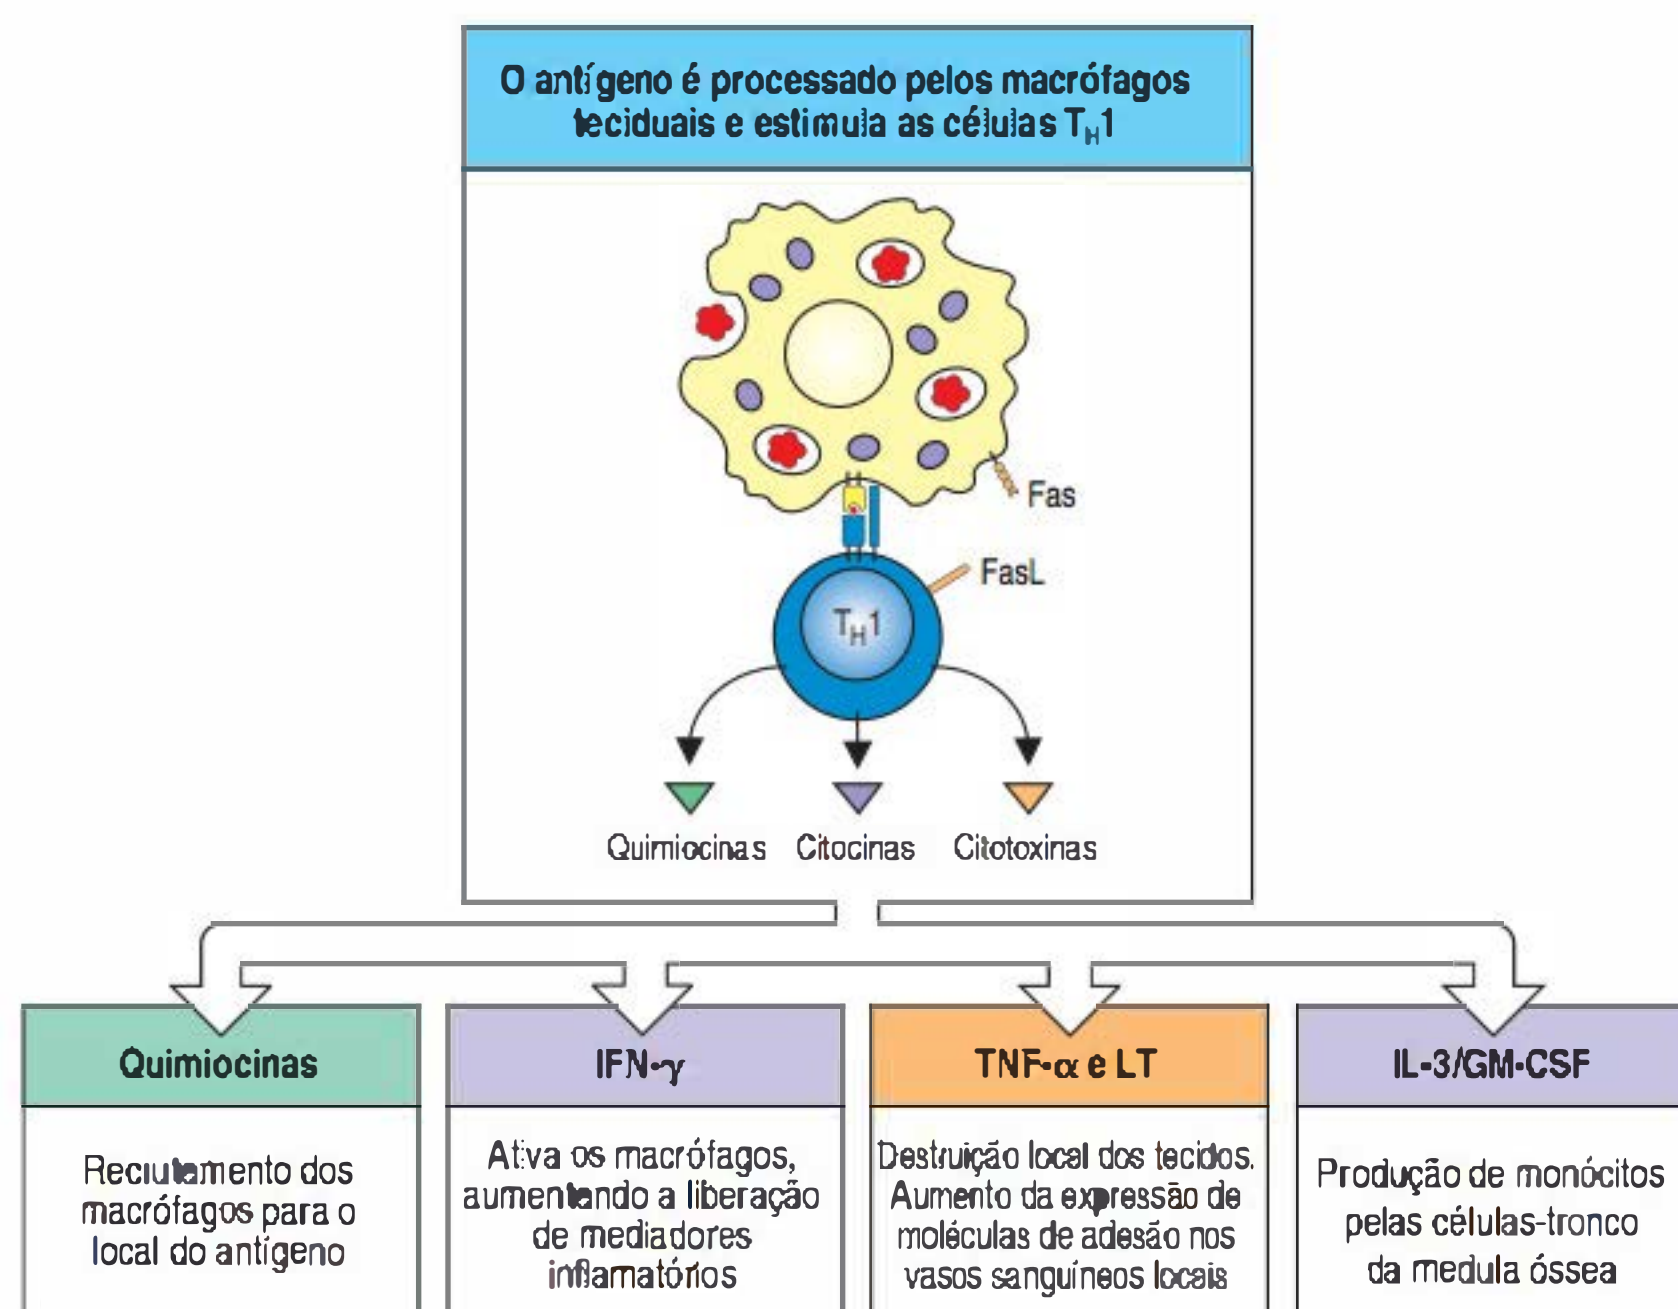 O antígeno é processado pelos macrófagos
teciduais e estimula as células TH1
Fas
FasL
TH1
Quimiocinas
Citocinas
Citotoxinas
Quimiocinas
Recrutamento dos
macrófagos para o
local do antígeno
IFN-γ
Ativa os macrófagos,
aumentando a liberação
de mediadores
inflamatórios
TNF-α e LT
Destruição local dos tecidos.
Aumento da expressão de
moléculas de adesão nos
vasos sanguíneos locais
IL-3/GM-CSF
Produção de monócitos
pelas células-tronco
da medula óssea